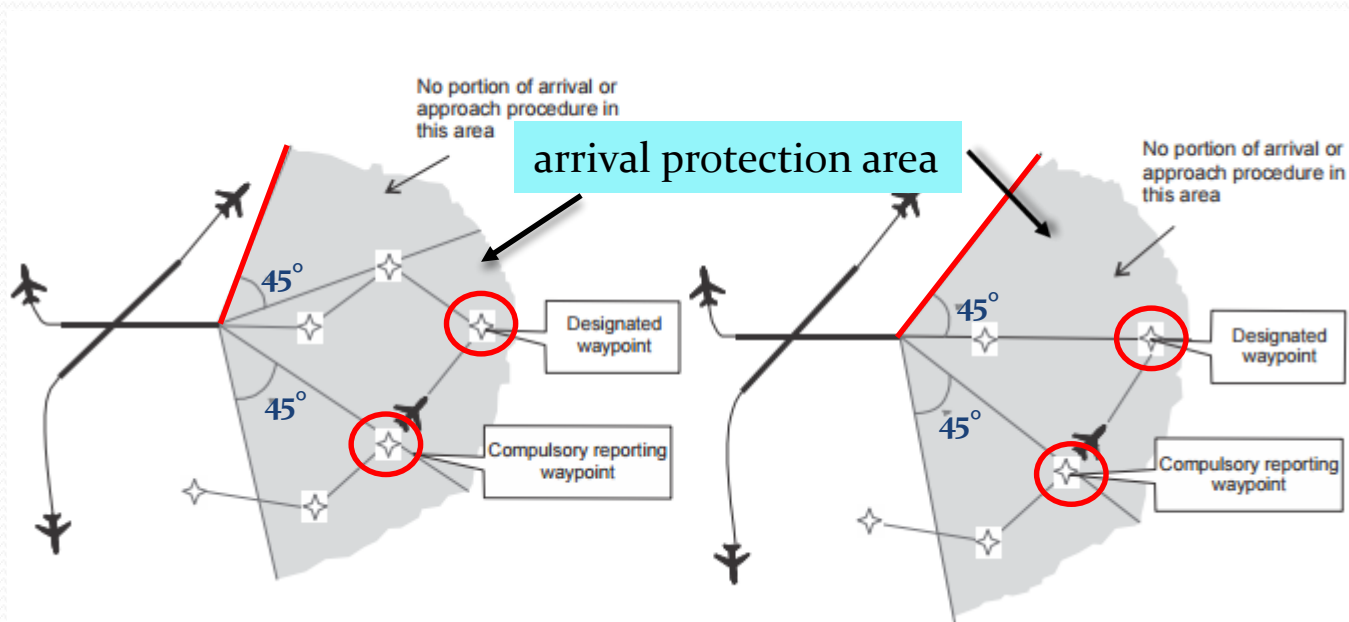 No portion of arrival or
approach procedure in
this area
arrival protection area
No portion of arrival or
approach procedure in
this area
45°
45°
Designated
waypoint
Compulsory reporting
waypoint
45°
45°
Designated
waypoint
Compulsory reporting
waypoint